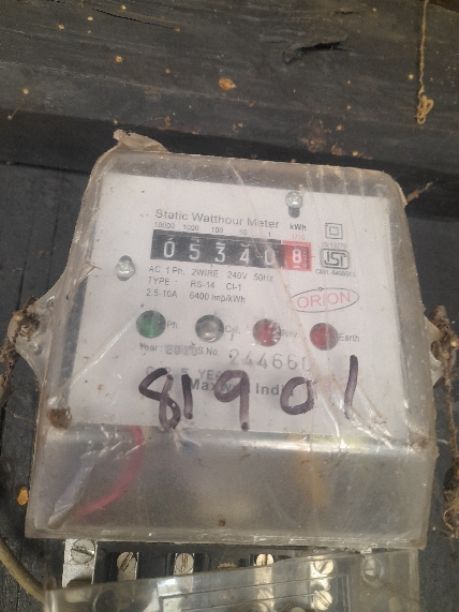 Static Watthour Meter kWh
10000 1000 100 10 1 1/10
0 5 3 4 0 8
AC 1 Ph. 2WIRE 240V 50Hz
TYPE - RS-14 Cl-1
2.5-10A 6400 Imp/kWh
ORION
Ph. Cal. Rev. Earth
Year: S.No. 244660
81901